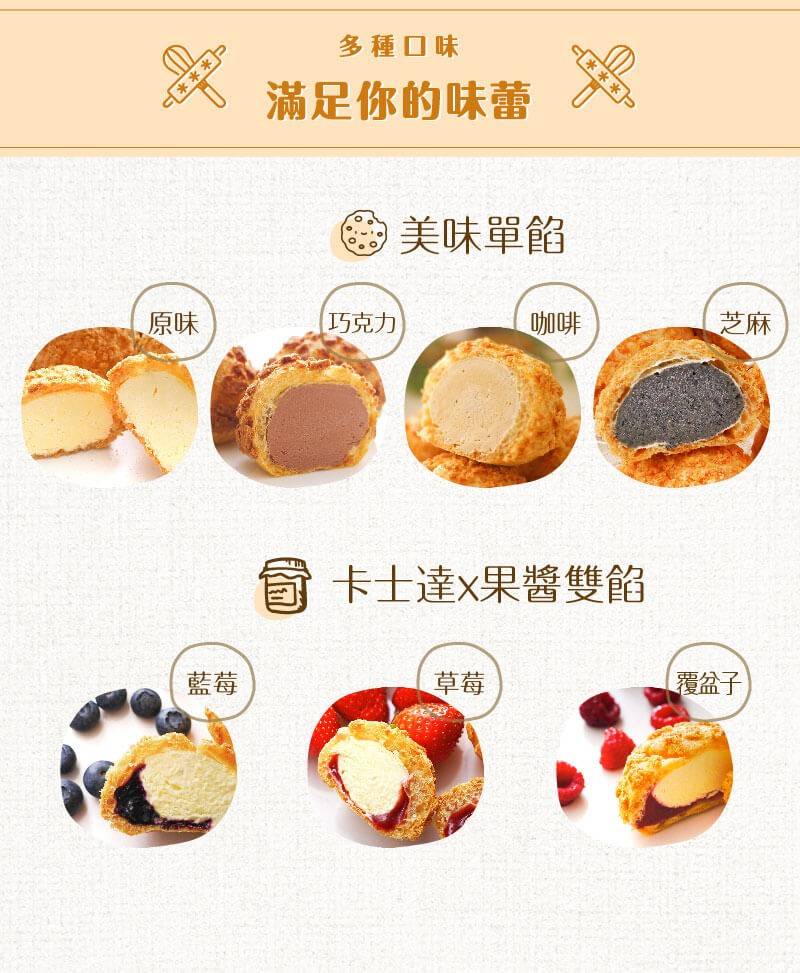 多種口味
滿足你的味蕾
美味單餡
原味
巧克力
咖啡
芝麻
卡士達x果醬雙餡
藍莓
草莓
覆盆子